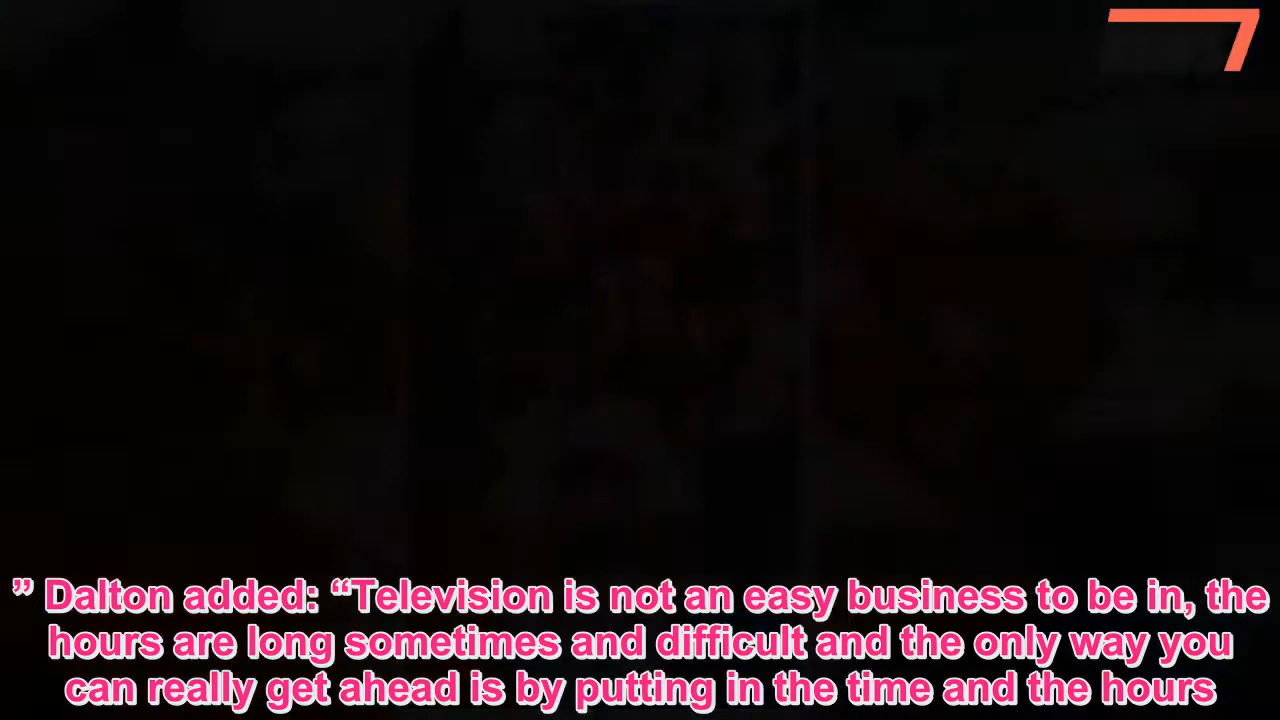 ” Dalton added: “Television is not an easy business to be in, the
hours are long sometimes and difficult and the only way you
can really get ahead is by putting in the time and the hours